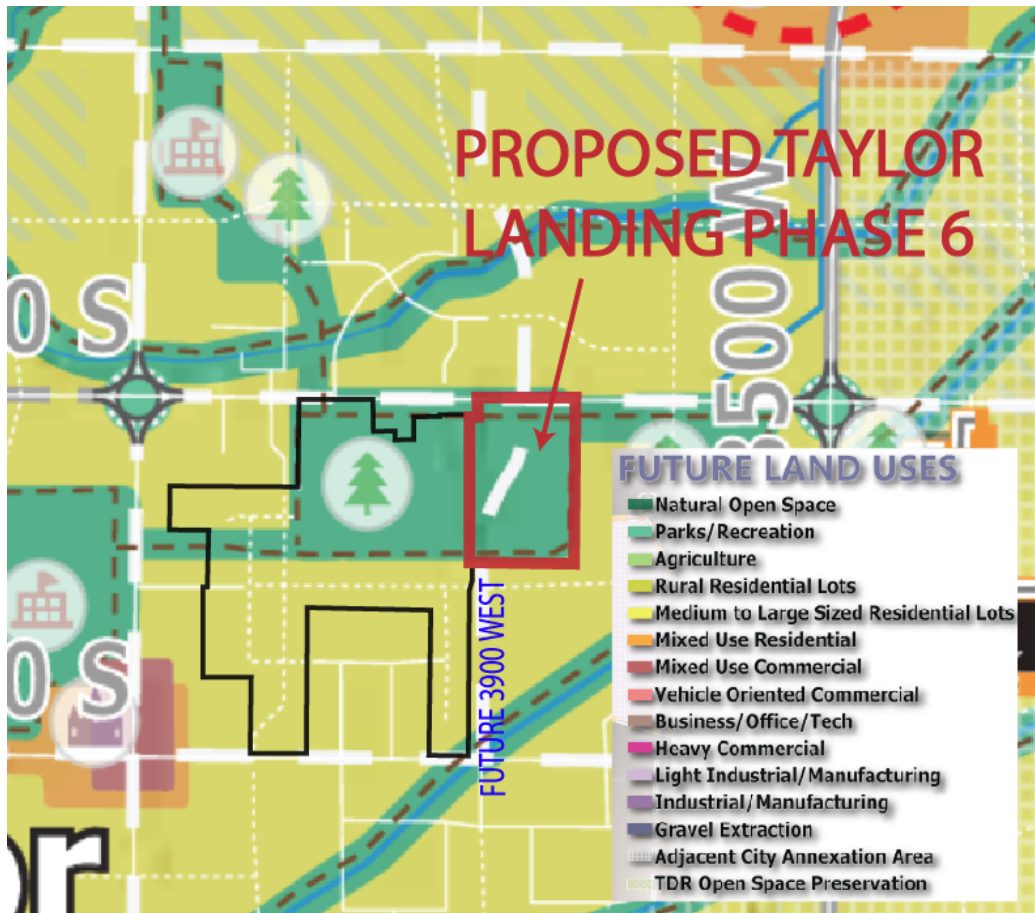 PROPOSED TAYLOR
LANDING PHASE 6
3500 W
0 S
FUTURE 3900 WEST
0 S
or
FUTURE LAND USES
Natural Open Space
Parks/Recreation
Agriculture
Rural Residential Lots
Medium to Large Sized Residential Lots
Mixed Use Residential
Mixed Use Commercial
Vehicle Oriented Commercial
Business/Office/Tech
Heavy Commercial
Light Industrial/Manufacturing
Industrial/Manufacturing
Gravel Extraction
Adjacent City Annexation Area
TDR Open Space Preservation